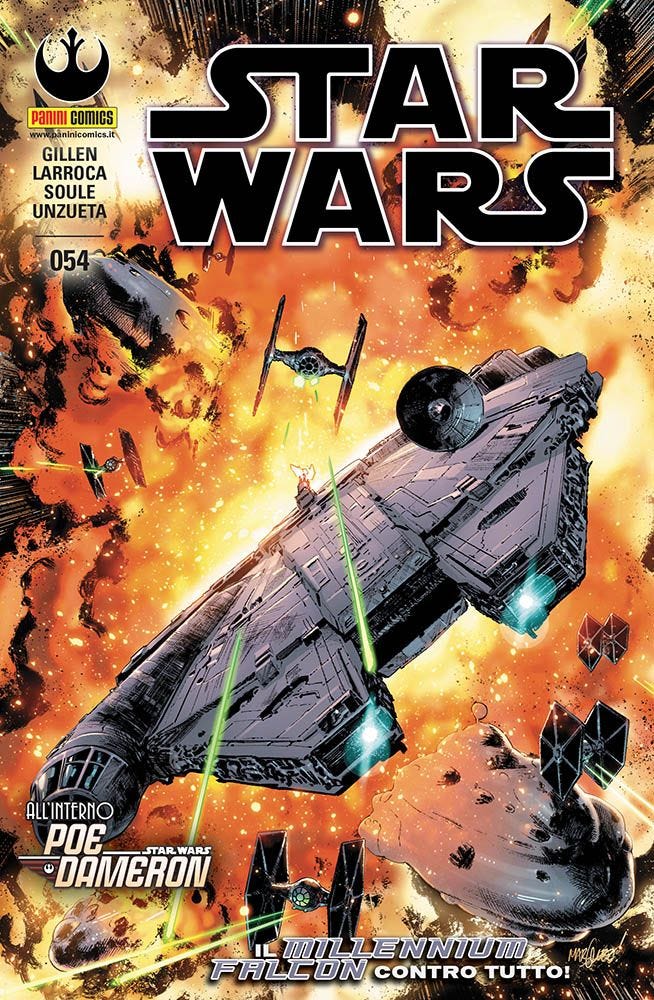 STAR
WARS
PANINI COMICS
www.paninicomics.it
GILLEN
LARROCA
SOULE
UNZUETA
054
ALL'INTERNO
STAR WARS
POE
DAMERON
IL MILLENNIUM
FALCON CONTRO TUTTO!
MARQUEZ